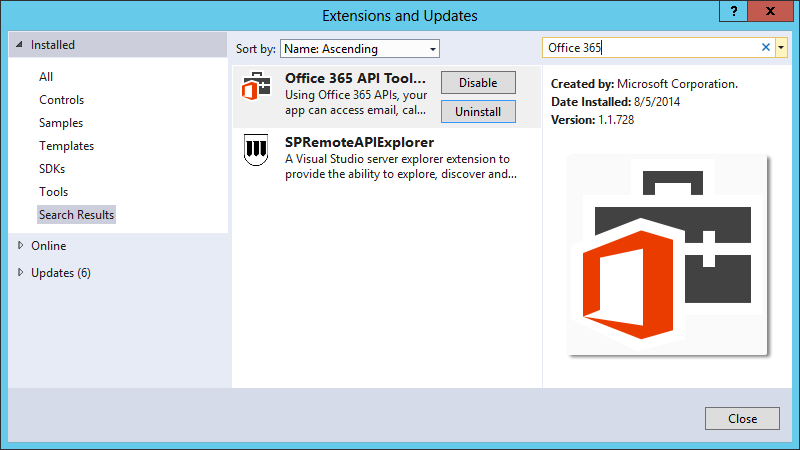 Extensions and Updates
?
X
Installed
All
Controls
Samples
Templates
SDKs
Tools
Search Results
Online
Updates (6)
Sort by: Name: Ascending
Office 365 API Tool...
Using Office 365 APIs, your
app can access email, cal...
Disable
Uninstall
SPRemoteAPIExplorer
A Visual Studio server explorer extension to
provide the ability to explore, discover and...
Office 365
Created by: Microsoft Corporation.
Date Installed: 8/5/2014
Version: 1.1.728
Close